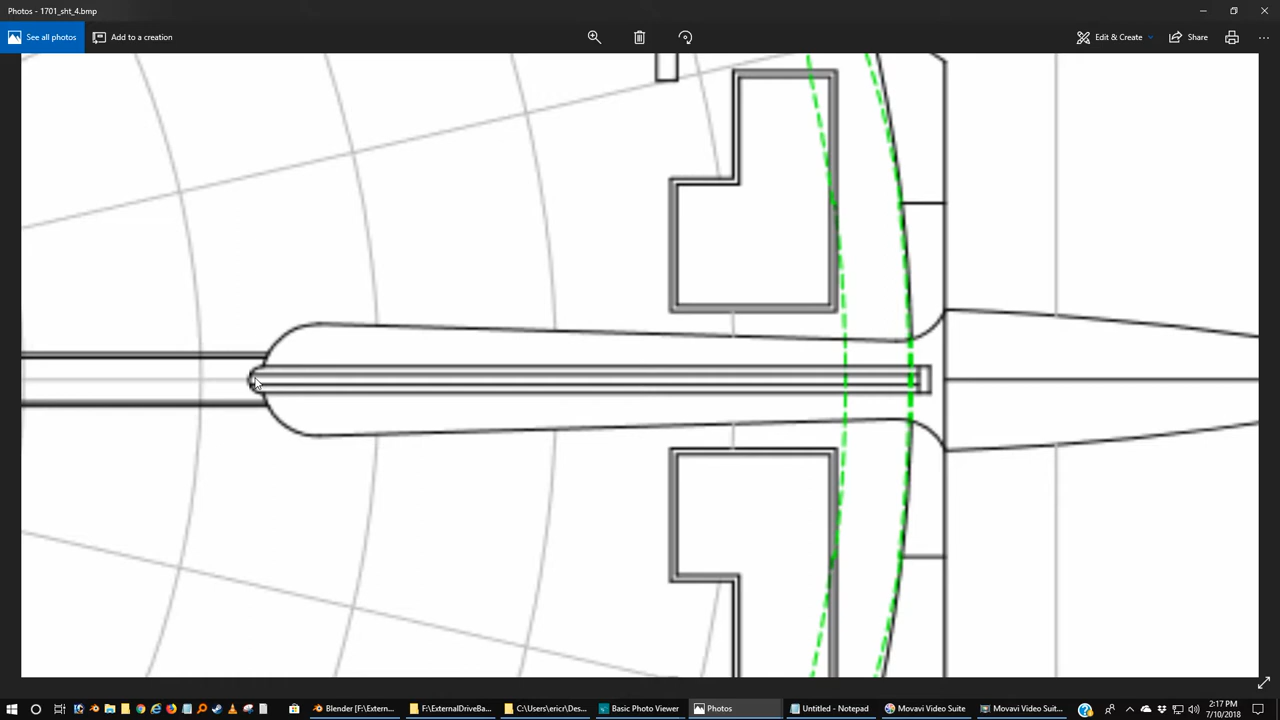 Photos - 1701_sht_4.bmp
See all photos
Add to a creation
Edit & Create
Share
Blender [F:\Extern...
F:\ExternalDriveBa...
C:\users\ericr\Des...
Basic Photo Viewer
Photos
Untitled - Notepad
Movavi Video Suite
Movavi Video Suite...
2:17 PM
7/10/2018